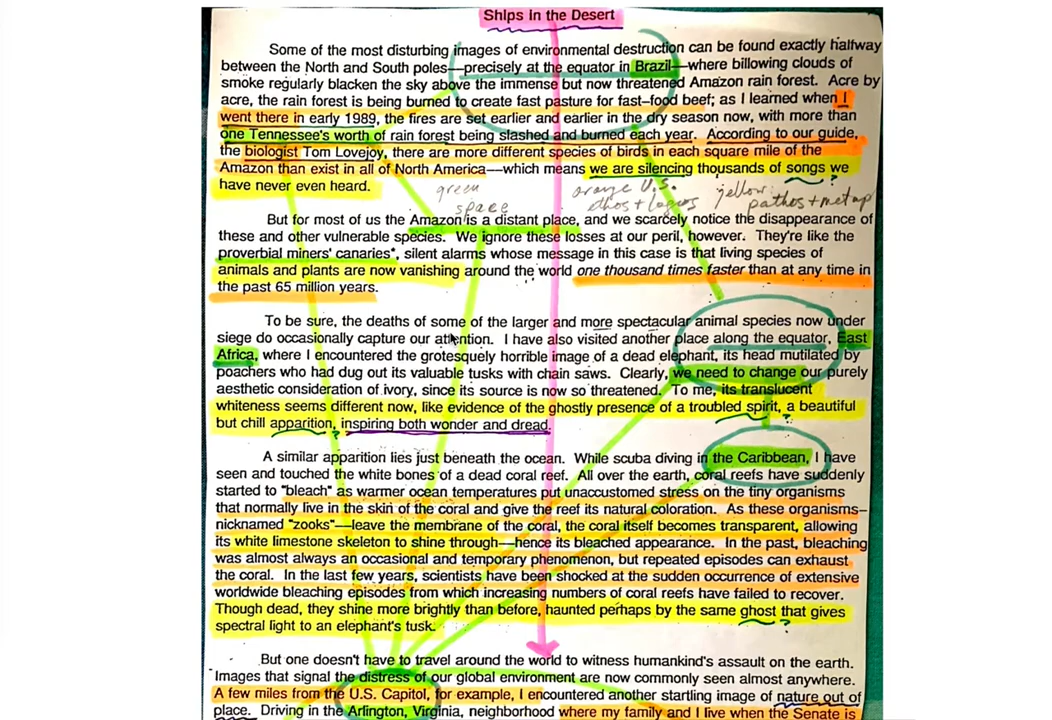 Ships in the Desert
Some of the most disturbing images of environmental destruction can be found exactly halfway
between the North and South poles—precisely at the equator in Brazil—where billowing clouds of
smoke regularly blacken the sky above the immense but now threatened Amazon rain forest. Acre by
acre, the rain forest is being burned to create fast pasture for fast-food beef; as I learned when I
went there in early 1989, the fires are set earlier and earlier in the dry season now, with more than
one Tennessee's worth of rain forest being slashed and burned each year. According to our guide,
the biologist Tom Lovejoy, there are more different species of birds in each square mile of the
Amazon than exist in all of North America—which means we are silencing thousands of songs we
have never even heard.
green space
orange U.S. ethos + logos
yellow: pathos + metap
But for most of us the Amazon is a distant place, and we scarcely notice the disappearance of
these and other vulnerable species. We ignore these losses at our peril, however. They're like the
proverbial miners' canaries*, silent alarms whose message in this case is that living species of
animals and plants are now vanishing around the world one thousand times faster than at any time in
the past 65 million years.
To be sure, the deaths of some of the larger and more spectacular animal species now under
siege do occasionally capture our attention. I have also visited another place along the equator, East
Africa, where I encountered the grotesquely horrible image of a dead elephant, its head mutilated by
poachers who had dug out its valuable tusks with chain saws. Clearly, we need to change our purely
aesthetic consideration of ivory, since its source is now so threatened. To me, its translucent
whiteness seems different now, like evidence of the ghostly presence of a troubled spirit, a beautiful
but chill apparition, inspiring both wonder and dread.
A similar apparition lies just beneath the ocean. While scuba diving in the Caribbean, I have
seen and touched the white bones of a dead coral reef. All over the earth, coral reefs have suddenly
started to "bleach" as warmer ocean temperatures put unaccustomed stress on the tiny organisms
that normally live in the skin of the coral and give the reef its natural coloration. As these organisms–
nicknamed "zooks"—leave the membrane of the coral, the coral itself becomes transparent, allowing
its white limestone skeleton to shine through—hence its bleached appearance. In the past, bleaching
was almost always an occasional and temporary phenomenon, but repeated episodes can exhaust
the coral. In the last few years, scientists have been shocked at the sudden occurrence of extensive
worldwide bleaching episodes from which increasing numbers of coral reefs have failed to recover.
Though dead, they shine more brightly than before, haunted perhaps by the same ghost that gives
spectral light to an elephant's tusk.
But one doesn't have to travel around the world to witness humankind's assault on the earth.
Images that signal the distress of our global environment are now commonly seen almost anywhere.
A few miles from the U.S. Capitol, for example, I encountered another startling image of nature out of
place. Driving in the Arlington, Virginia, neighborhood where my family and I live when the Senate is